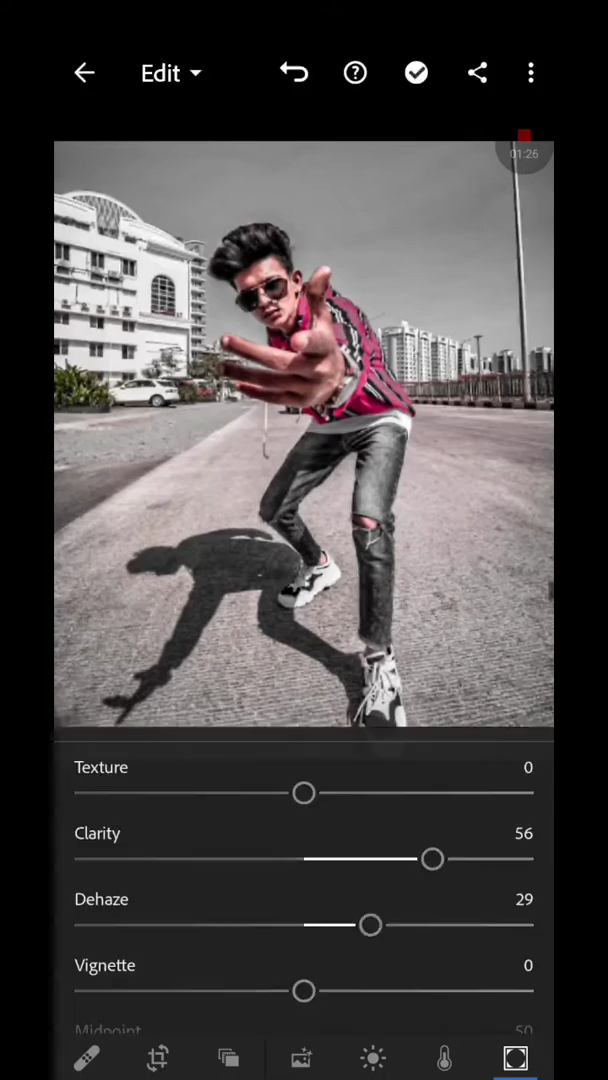 Edit
01:26
Texture 0
Clarity 56
Dehaze 29
Vignette 0
Midpoint 50